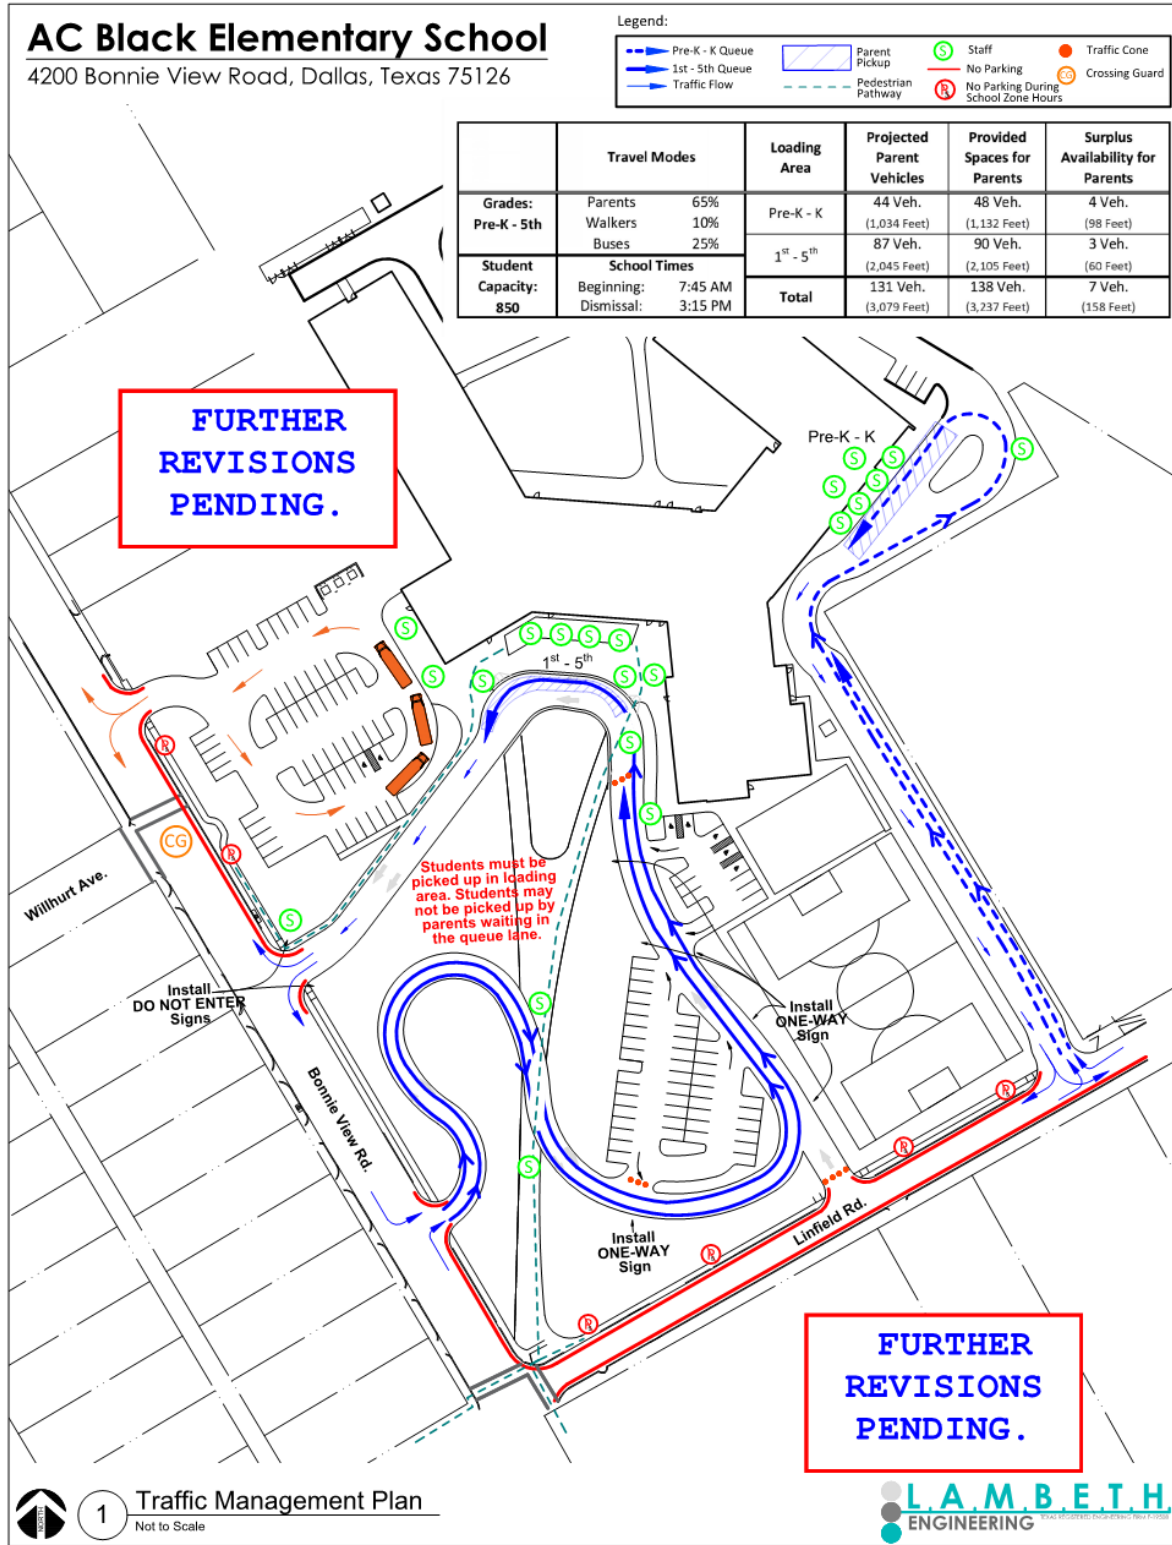 AC Black Elementary School
4200 Bonnie View Road, Dallas, Texas 75126
Legend:
Pre-K - K Queue
1st - 5th Queue
Traffic Flow
Parent
Pickup
Pedestrian
Pathway
S Staff
No Parking
R No Parking During
School Zone Hours
Traffic Cone
CG Crossing Guard
Travel Modes
Loading
Area
Projected
Parent
Vehicles
Provided
Spaces for
Parents
Surplus
Availability for
Parents
Grades:
Pre-K - 5th
Parents 65%
Walkers 10%
Buses 25%
Pre-K - K
44 Veh. 48 Veh. 4 Veh.
(1,034 Feet) (1,132 Feet) (98 Feet)
1st - 5th
87 Veh. 90 Veh. 3 Veh.
(2,045 Feet) (2,105 Feet) (60 Feet)
Student
Capacity:
850
School Times
Beginning: 7:45 AM
Dismissal: 3:15 PM
Total
131 Veh. 138 Veh. 7 Veh.
(3,079 Feet) (3,237 Feet) (158 Feet)
FURTHER
REVISIONS
PENDING.
Pre-K - K
S
S
S
S
S
S
S
S
1st - 5th
S
S
S
S
S
S
S
S
S
S
S
R
R
CG
S
Willhurt Ave.
Students must be
picked up in loading
area. Students may
not be picked up by
parents waiting in
the queue lane.
Install
DO NOT ENTER
Signs
S
Install
ONE-WAY
Sign
Bonnie View Rd.
S
R
R
Install
ONE-WAY
Sign
Linfield Rd.
R
R
FURTHER
REVISIONS
PENDING.
NORTH
1
Traffic Management Plan
Not to Scale
L.A.M.B.E.T.H.
ENGINEERING